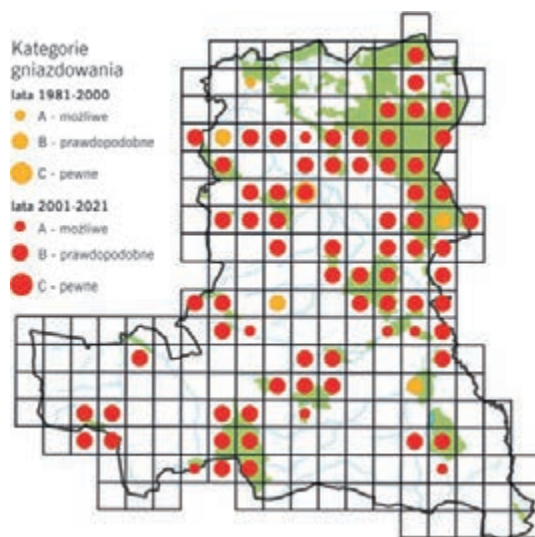 Kategorie
gniazdowania
lata 1981-2000
A - możliwe
B - prawdopodobne
C - pewne
lata 2001-2021
A - możliwe
B - prawdopodobne
C - pewne